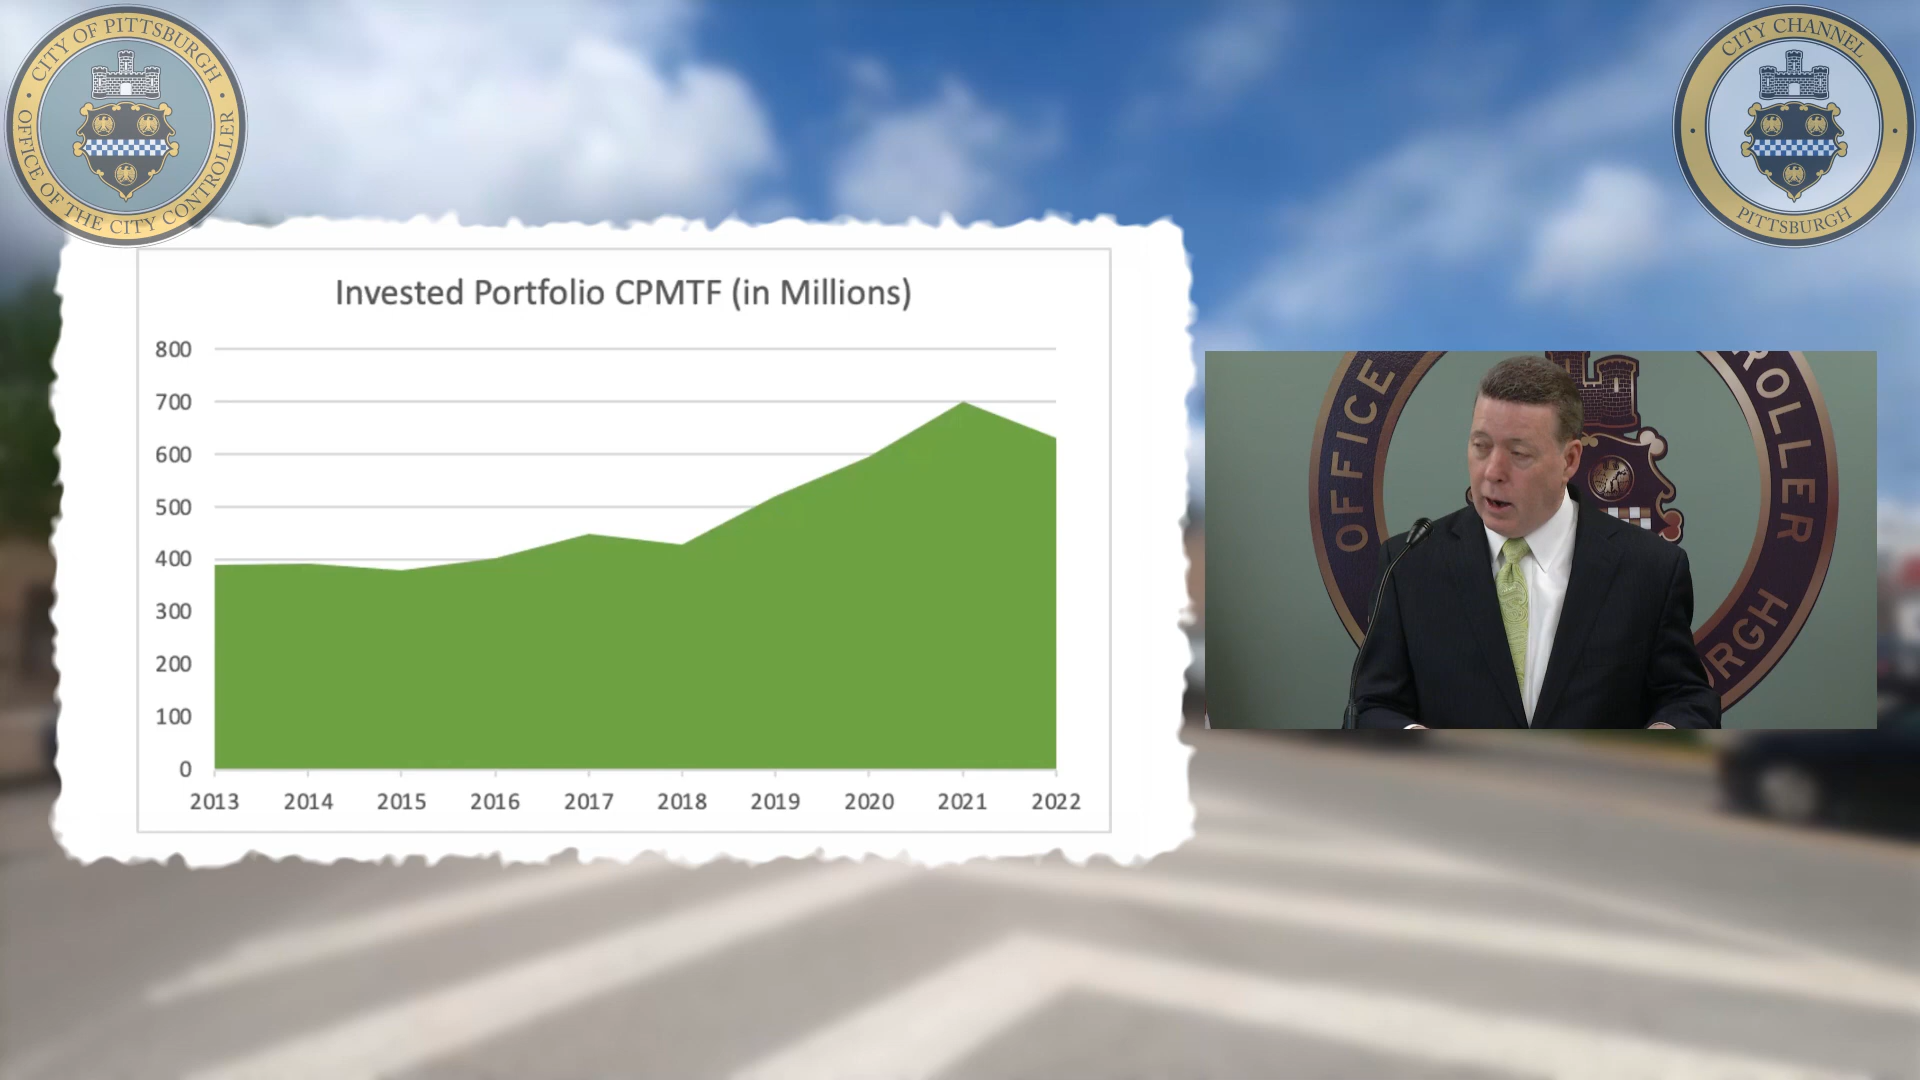 CITY OF PITTSBURGH
OFFICE OF THE CITY CONTROLLER
CITY CHANNEL
PITTSBURGH
Invested Portfolio CPMTF (in Millions)
800
700
600
500
400
300
200
100
0
2013 2014 2015 2016 2017 2018 2019 2020 2021 2022
OFFICE
ROLLER
RGH